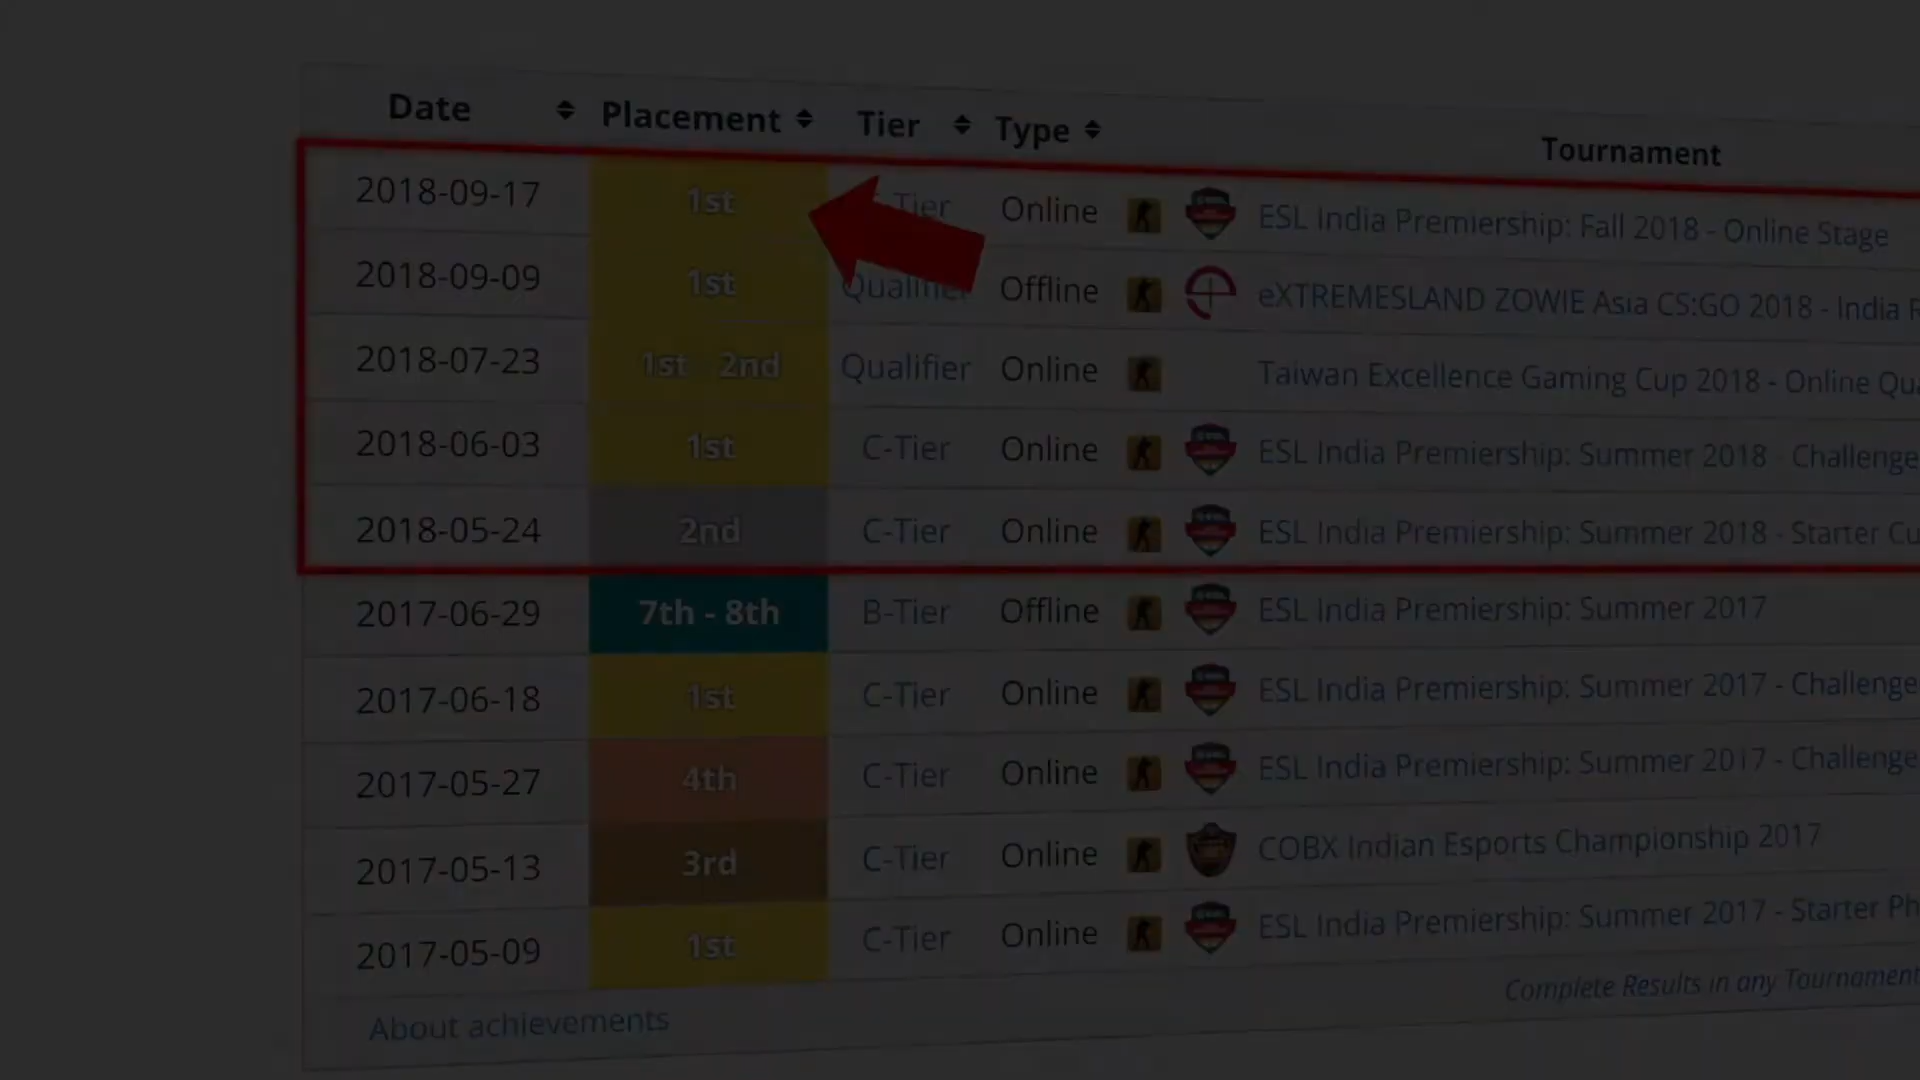 Date Placement Tier Type Tournament
2018-09-17 1st Tier Online ESL India Premiership: Fall 2018 - Online Stage
2018-09-09 1st Qualifier Offline eXTREMESLAND ZOWIE Asia CS:GO 2018 - India
2018-07-23 1st 2nd Qualifier Online Taiwan Excellence Gaming Cup 2018 - Online
2018-06-03 1st C-Tier Online ESL India Premiership: Summer 2018 - Challenge
2018-05-24 2nd C-Tier Online ESL India Premiership: Summer 2018 - Starter
2017-06-29 7th - 8th B-Tier Offline ESL India Premiership: Summer 2017
2017-06-18 1st C-Tier Online ESL India Premiership: Summer 2017 - Challenge
2017-05-27 4th C-Tier Online ESL India Premiership: Summer 2017 - Challenge
2017-05-13 3rd C-Tier Online COBX Indian Esports Championship 2017
2017-05-09 1st C-Tier Online ESL India Premiership: Summer 2017 - Starter
Complete Results in any Tournament
About achievements